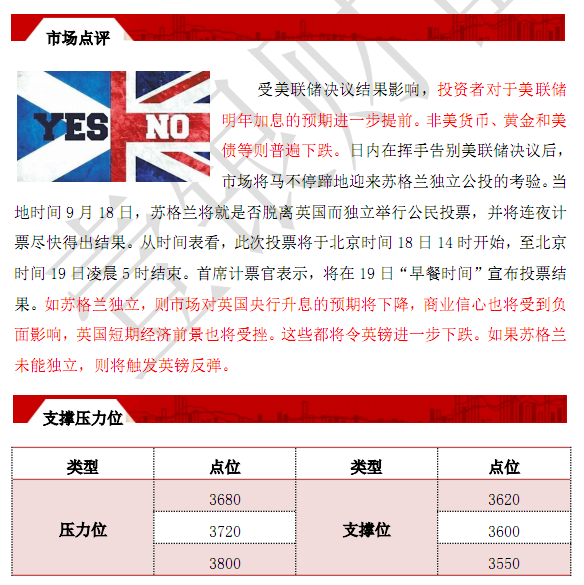 市场点评
YES NO
受美联储决议结果影响，投资者对于美联储
明年加息的预期进一步提前。非美货币、黄金和美
债等则普遍下跌。日内在挥手告别美联储决议后，
市场将马不停蹄地迎来苏格兰独立公投的考验。当
地时间 9 月 18 日，苏格兰将就是否脱离英国而独立举行公民投票，并将连夜计
票尽快得出结果。从时间表看，此次投票将于北京时间 18 日 14 时开始，至北京
时间 19 日凌晨 5 时结束。首席计票官表示，将在 19 日“早餐时间”宣布投票结
果。如苏格兰独立，则市场对英国央行升息的预期将下降，商业信心也将受到负
面影响，英国短期经济前景也将受挫。这些都将令英镑进一步下跌。如果苏格兰
未能独立，则将触发英镑反弹。
支撑压力位
类型 点位 类型 点位
3680 3620
压力位 3720 支撑位 3600
3800 3550